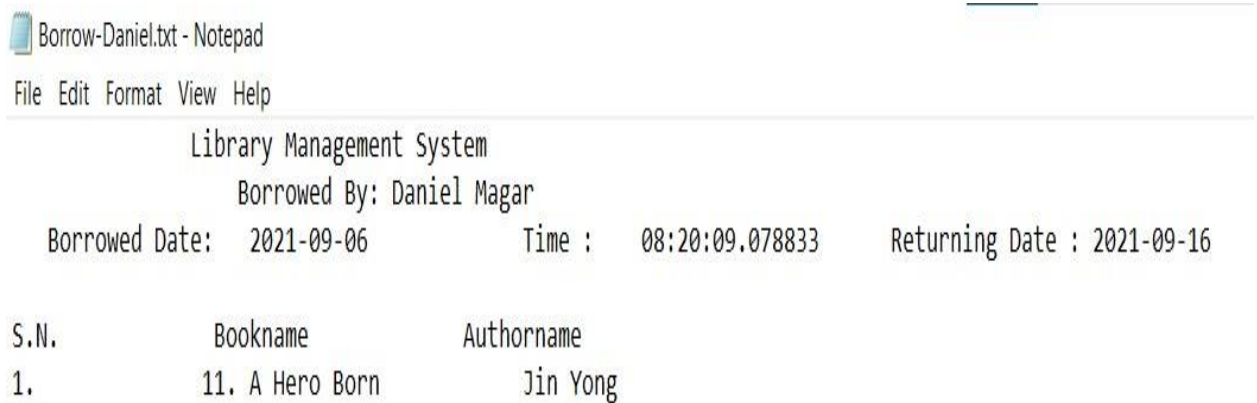 Borrow-Daniel.txt - Notepad
File Edit Format View Help
Library Management System
Borrowed By: Daniel Magar
Borrowed Date: 2021-09-06 Time : 08:20:09.078833 Returning Date : 2021-09-16
S.N. Bookname Authorname
1. 11. A Hero Born Jin Yong